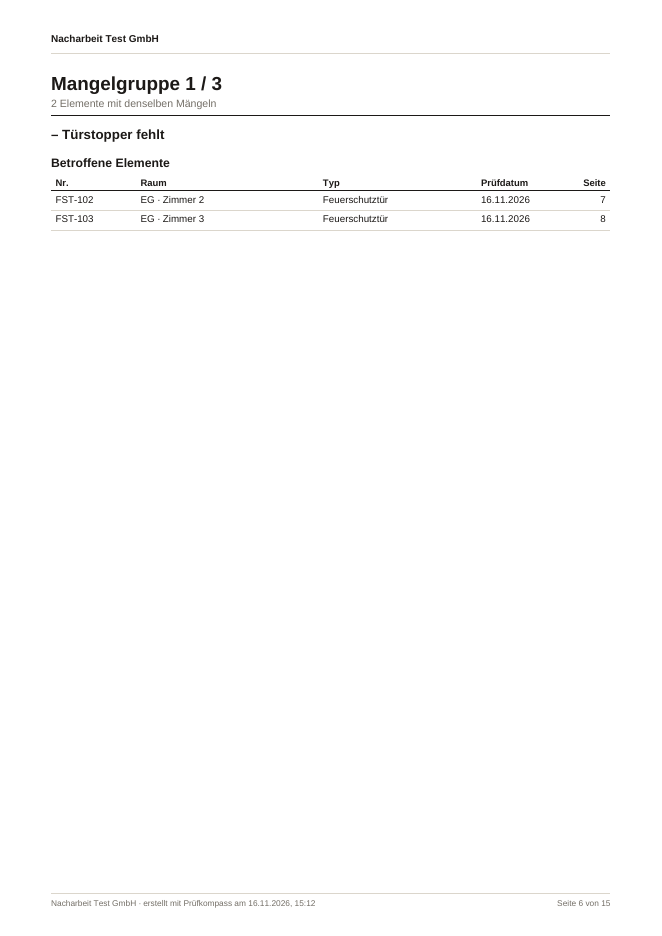 Nacharbeit Test GmbH
Mangelgruppe 1 / 3
2 Elemente mit denselben Mängeln
– Türstopper fehlt
Betroffene Elemente
Nr. Raum Typ Prüfdatum Seite
FST-102 EG · Zimmer 2 Feuerschutztür 16.11.2026 7
FST-103 EG · Zimmer 3 Feuerschutztür 16.11.2026 8
Nacharbeit Test GmbH · erstellt mit Prüfkompass am 16.11.2026, 15:12 Seite 6 von 15